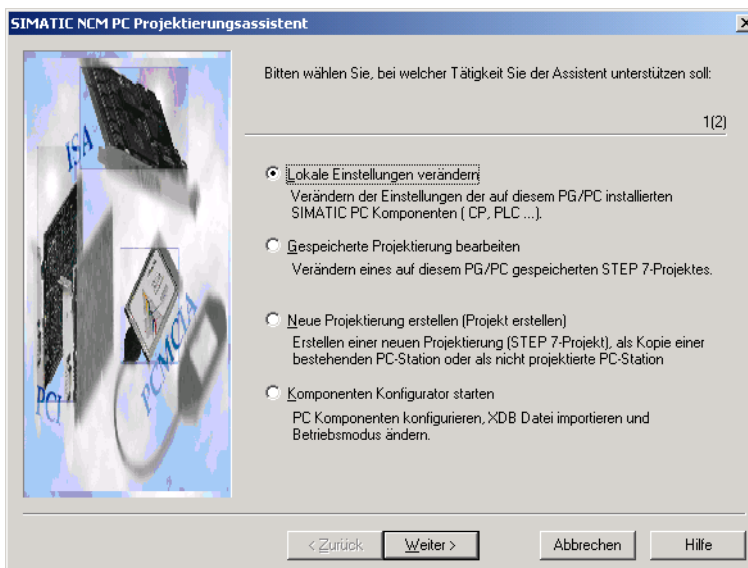 SIMATIC NCM PC Projektierungsassistent
Bitten wählen Sie, bei welcher Tätigkeit Sie der Assistent unterstützen soll:
1(2)
Lokale Einstellungen verändern
Verändern der Einstellungen der auf diesem PG/PC installierten
SIMATIC PC Komponenten ( CP, PLC ...).
Gespeicherte Projektierung bearbeiten
Verändern eines auf diesem PG/PC gespeicherten STEP 7-Projektes.
Neue Projektierung erstellen (Projekt erstellen)
Erstellen einer neuen Projektierung (STEP 7-Projekt), als Kopie einer
bestehenden PC-Station oder als nicht projektierte PC-Station
Komponenten Konfigurator starten
PC Komponenten konfigurieren, XDB Datei importieren und
Betriebsmodus ändern.
ISA
PCI
PCMCIA
< Zurück
Weiter >
Abbrechen
Hilfe